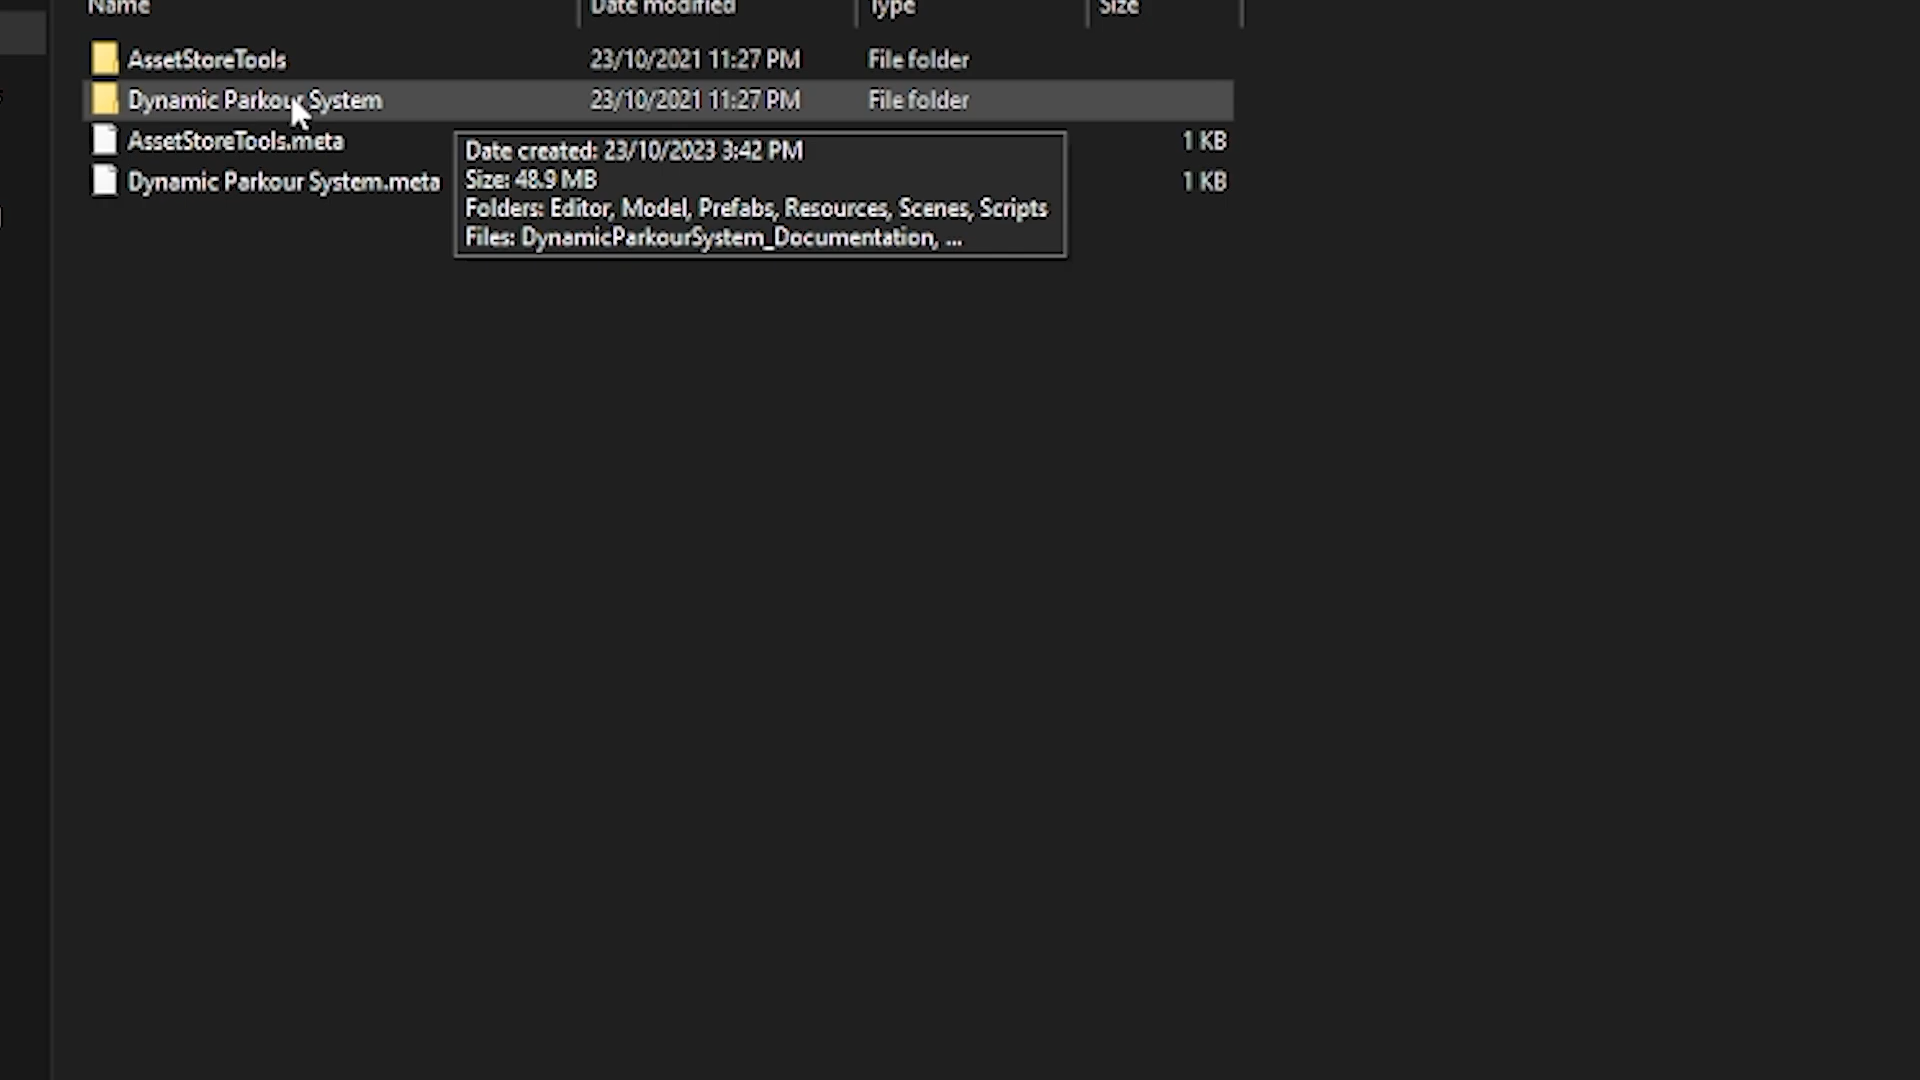 Name Date modified Type Size
AssetStoreTools 23/10/2021 11:27 PM File folder
Dynamic Parkour System 23/10/2021 11:27 PM File folder
AssetStoreTools.meta 1 KB
Dynamic Parkour System.meta 1 KB
Date created: 23/10/2023 3:42 PM
Size: 48.9 MB
Folders: Editor, Model, Prefabs, Resources, Scenes, Scripts
Files: DynamicParkourSystem_Documentation, ...